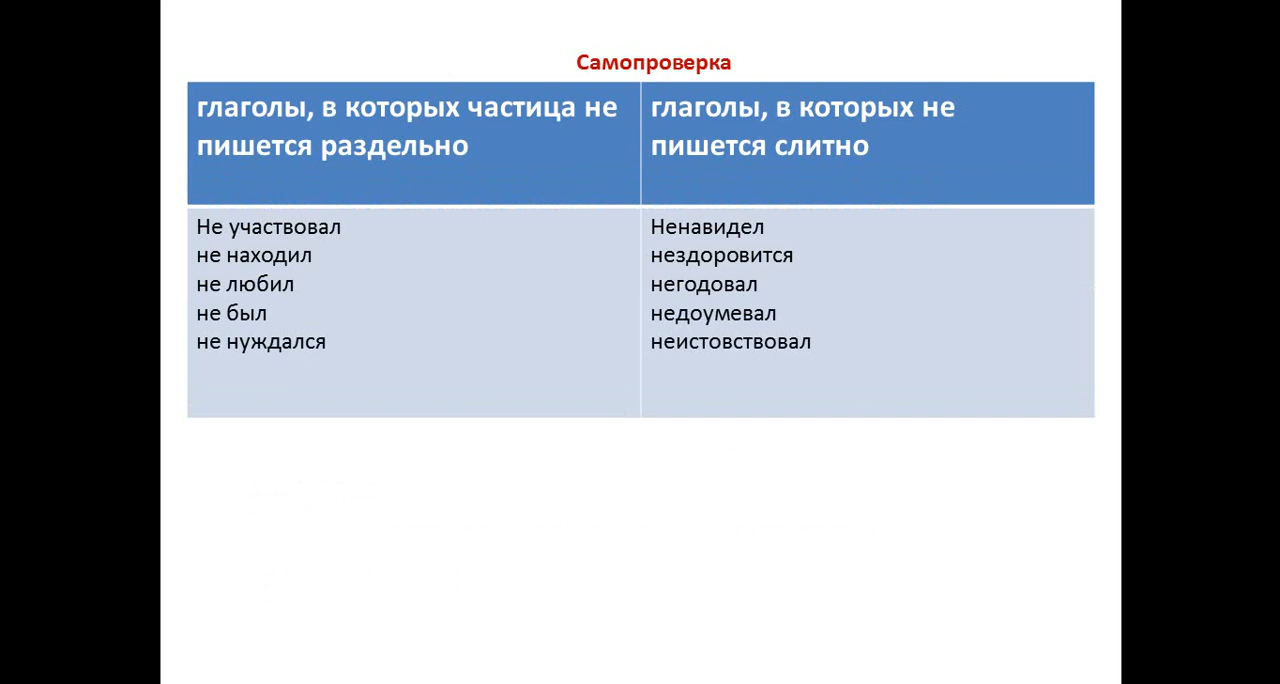 Самопроверка
глаголы, в которых частица не
пишется раздельно
глаголы, в которых не
пишется слитно
Не участвовал
не находил
не любил
не был
не нуждался
Ненавидел
нездоровится
негодовал
недоумевал
неистовствовал